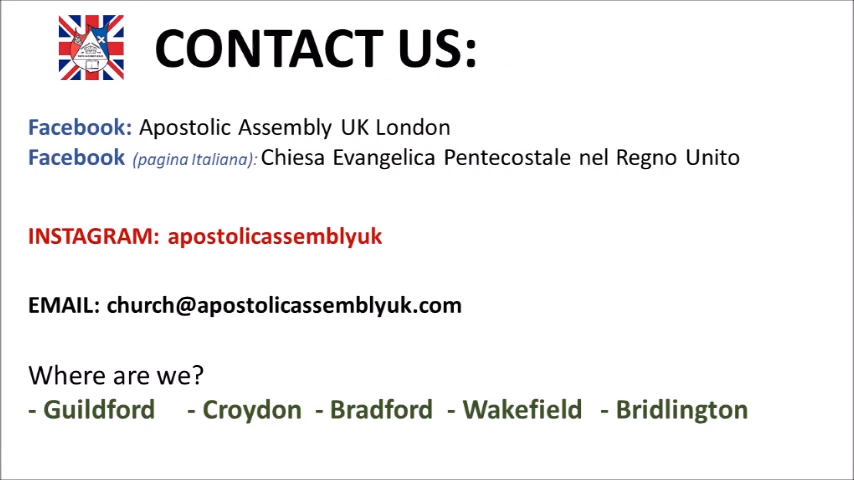 CONTACT US:
Facebook: Apostolic Assembly UK London
Facebook (pagina Italiana): Chiesa Evangelica Pentecostale nel Regno Unito
INSTAGRAM: apostolicassemblyuk
EMAIL: church@apostolicassemblyuk.com
Where are we?
- Guildford - Croydon - Bradford - Wakefield - Bridlington